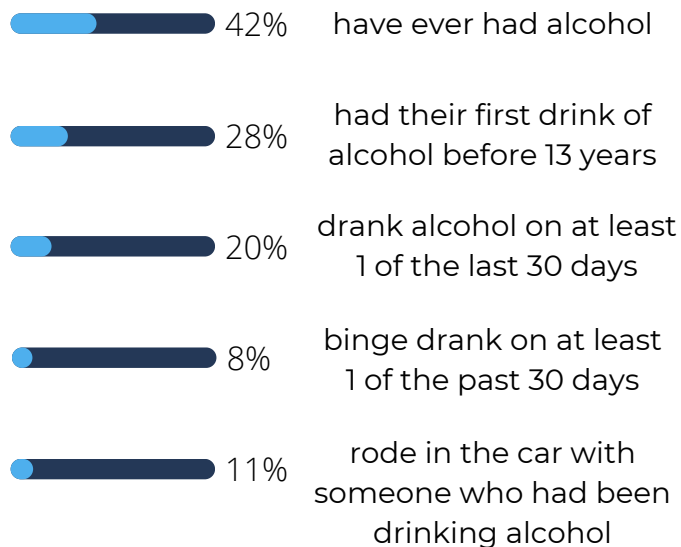 42% have ever had alcohol
28% had their first drink of
alcohol before 13 years
20% drank alcohol on at least
1 of the last 30 days
8% binge drank on at least
1 of the past 30 days
11% rode in the car with
someone who had been
drinking alcohol